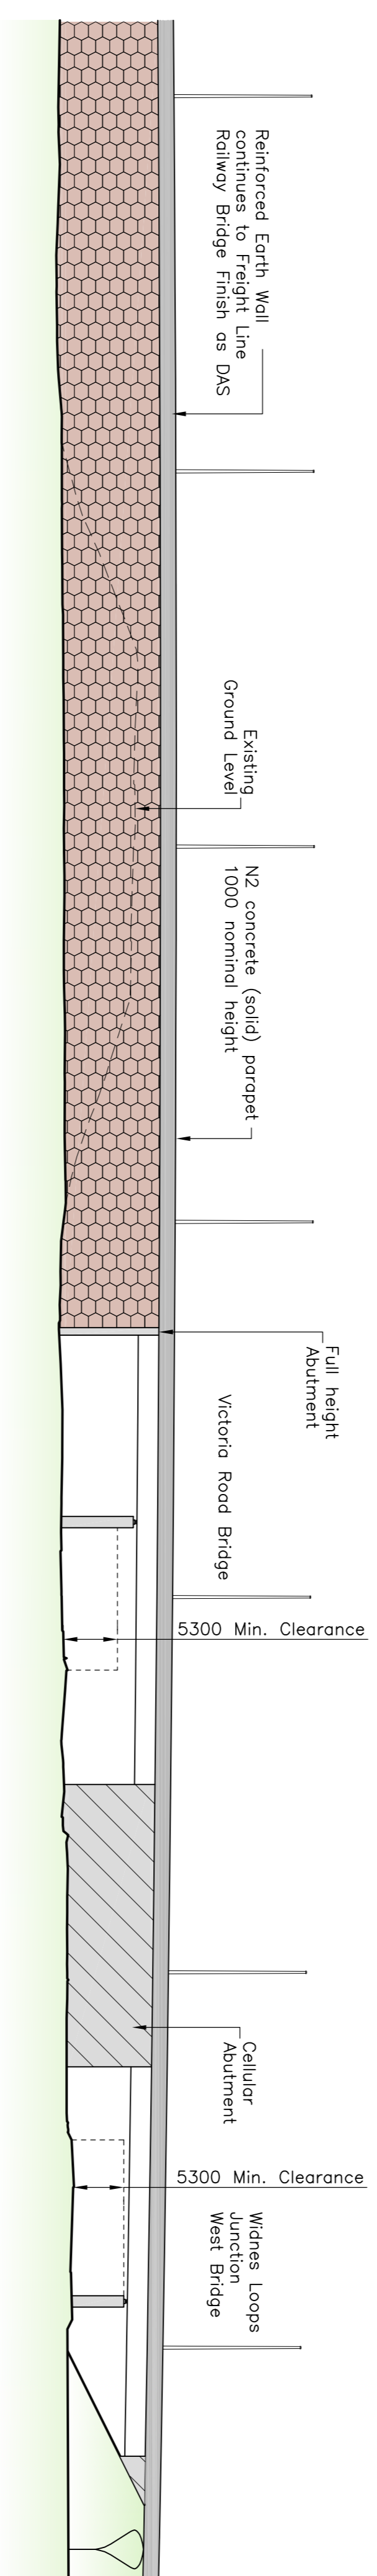 Reinforced Earth Wall
continues to Freight Line
Railway Bridge Finish as DAS
Existing
Ground Level
N2 concrete (solid) parapet
1000 nominal height
Full height
Abutment
Victoria Road Bridge
5300 Min. Clearance
Cellular
Abutment
5300 Min. Clearance
Widnes Loops
Junction
West Bridge